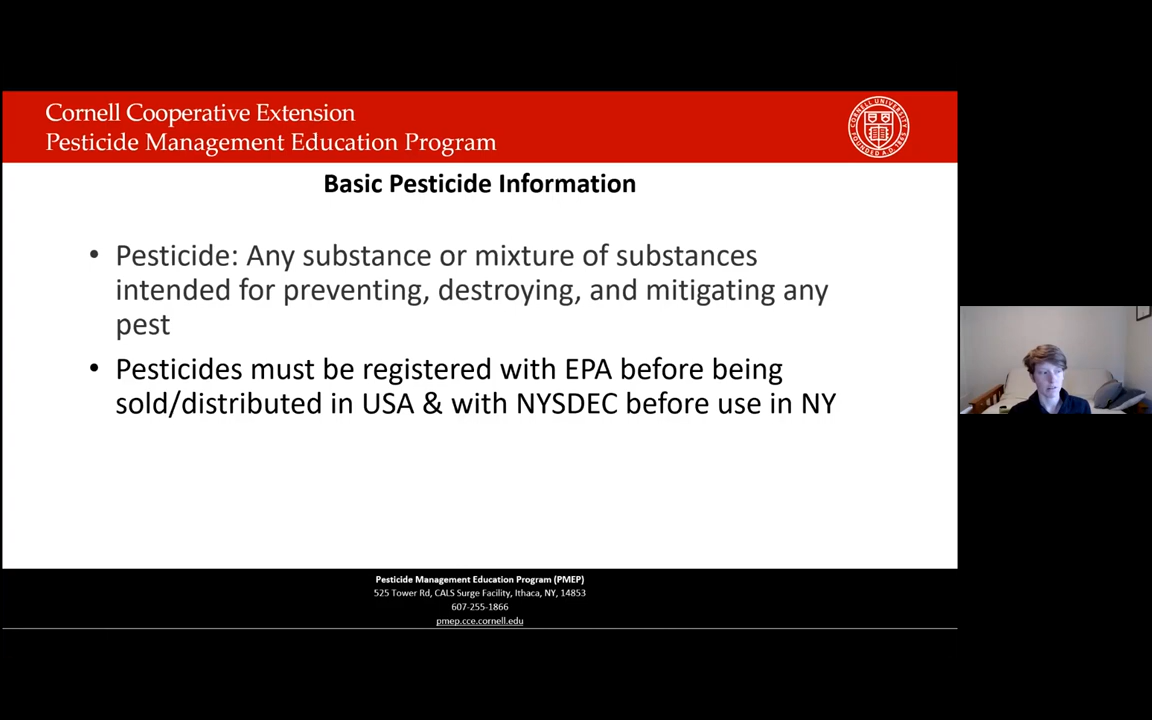 Cornell Cooperative Extension
Pesticide Management Education Program
Basic Pesticide Information
• Pesticide: Any substance or mixture of substances
intended for preventing, destroying, and mitigating any
pest
• Pesticides must be registered with EPA before being
sold/distributed in USA & with NYSDEC before use in NY
Pesticide Management Education Program (PMEP)
525 Tower Rd, CALS Surge Facility, Ithaca, NY, 14853
607-255-1866
pmep.cce.cornell.edu